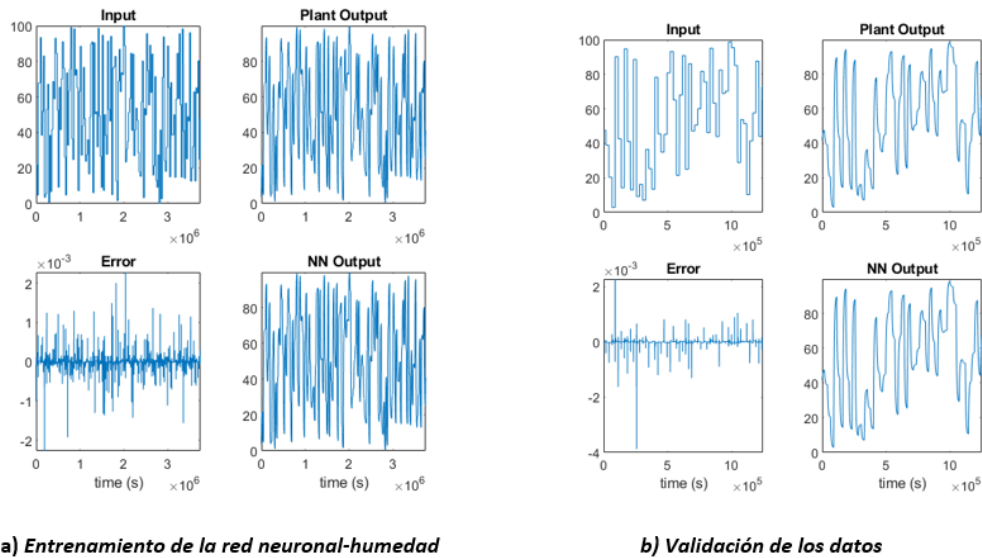 Input
100
80
60
40
20
0
0 1 2 3
×10^6
Plant Output
80
60
40
20
0
0 1 2 3
×10^6
Error
×10^-3
2
1
0
-1
-2
0 1 2 3
time (s) ×10^6
NN Output
80
60
40
20
0
0 1 2 3
time (s) ×10^6
a) Entrenamiento de la red neuronal-humedad
Input
100
80
60
40
20
0
0 5 10
×10^5
Plant Output
80
60
40
20
0
0 5 10
×10^5
Error
×10^-3
2
0
-2
-4
0 5 10
time (s) ×10^5
NN Output
80
60
40
20
0
0 5 10
time (s) ×10^5
b) Validación de los datos